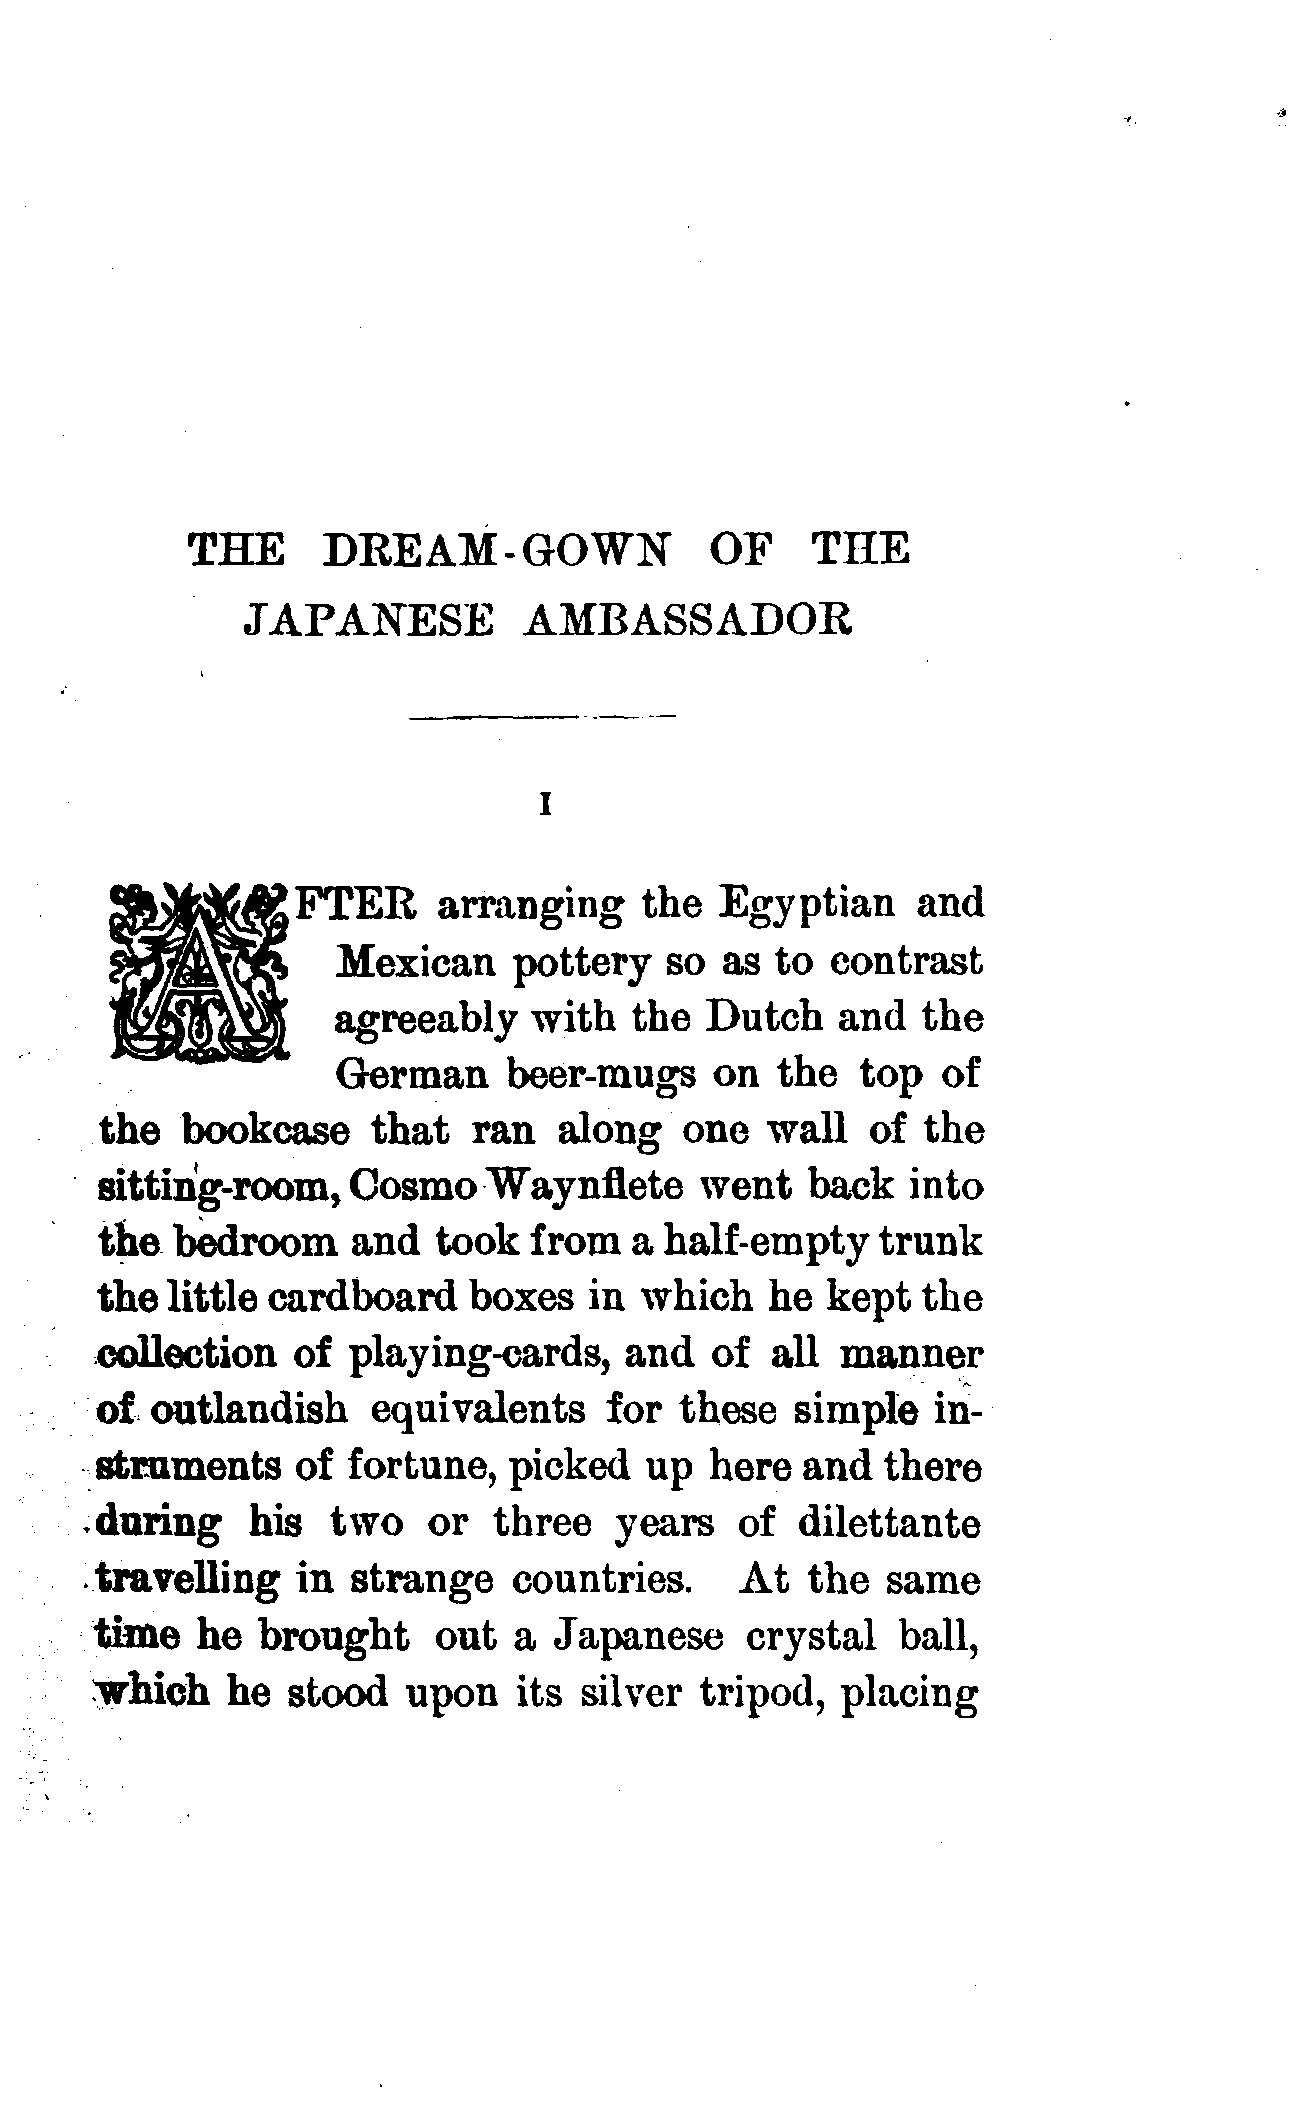 THE DREAM-GOWN OF THE
JAPANESE AMBASSADOR
I
AFTER arranging the Egyptian and
Mexican pottery so as to contrast
agreeably with the Dutch and the
German beer-mugs on the top of
the bookcase that ran along one wall of the
sitting-room, Cosmo Waynflete went back into
the bedroom and took from a half-empty trunk
the little cardboard boxes in which he kept the
collection of playing-cards, and of all manner
of outlandish equivalents for these simple in-
struments of fortune, picked up here and there
during his two or three years of dilettante
travelling in strange countries. At the same
time he brought out a Japanese crystal ball,
which he stood upon its silver tripod, placing